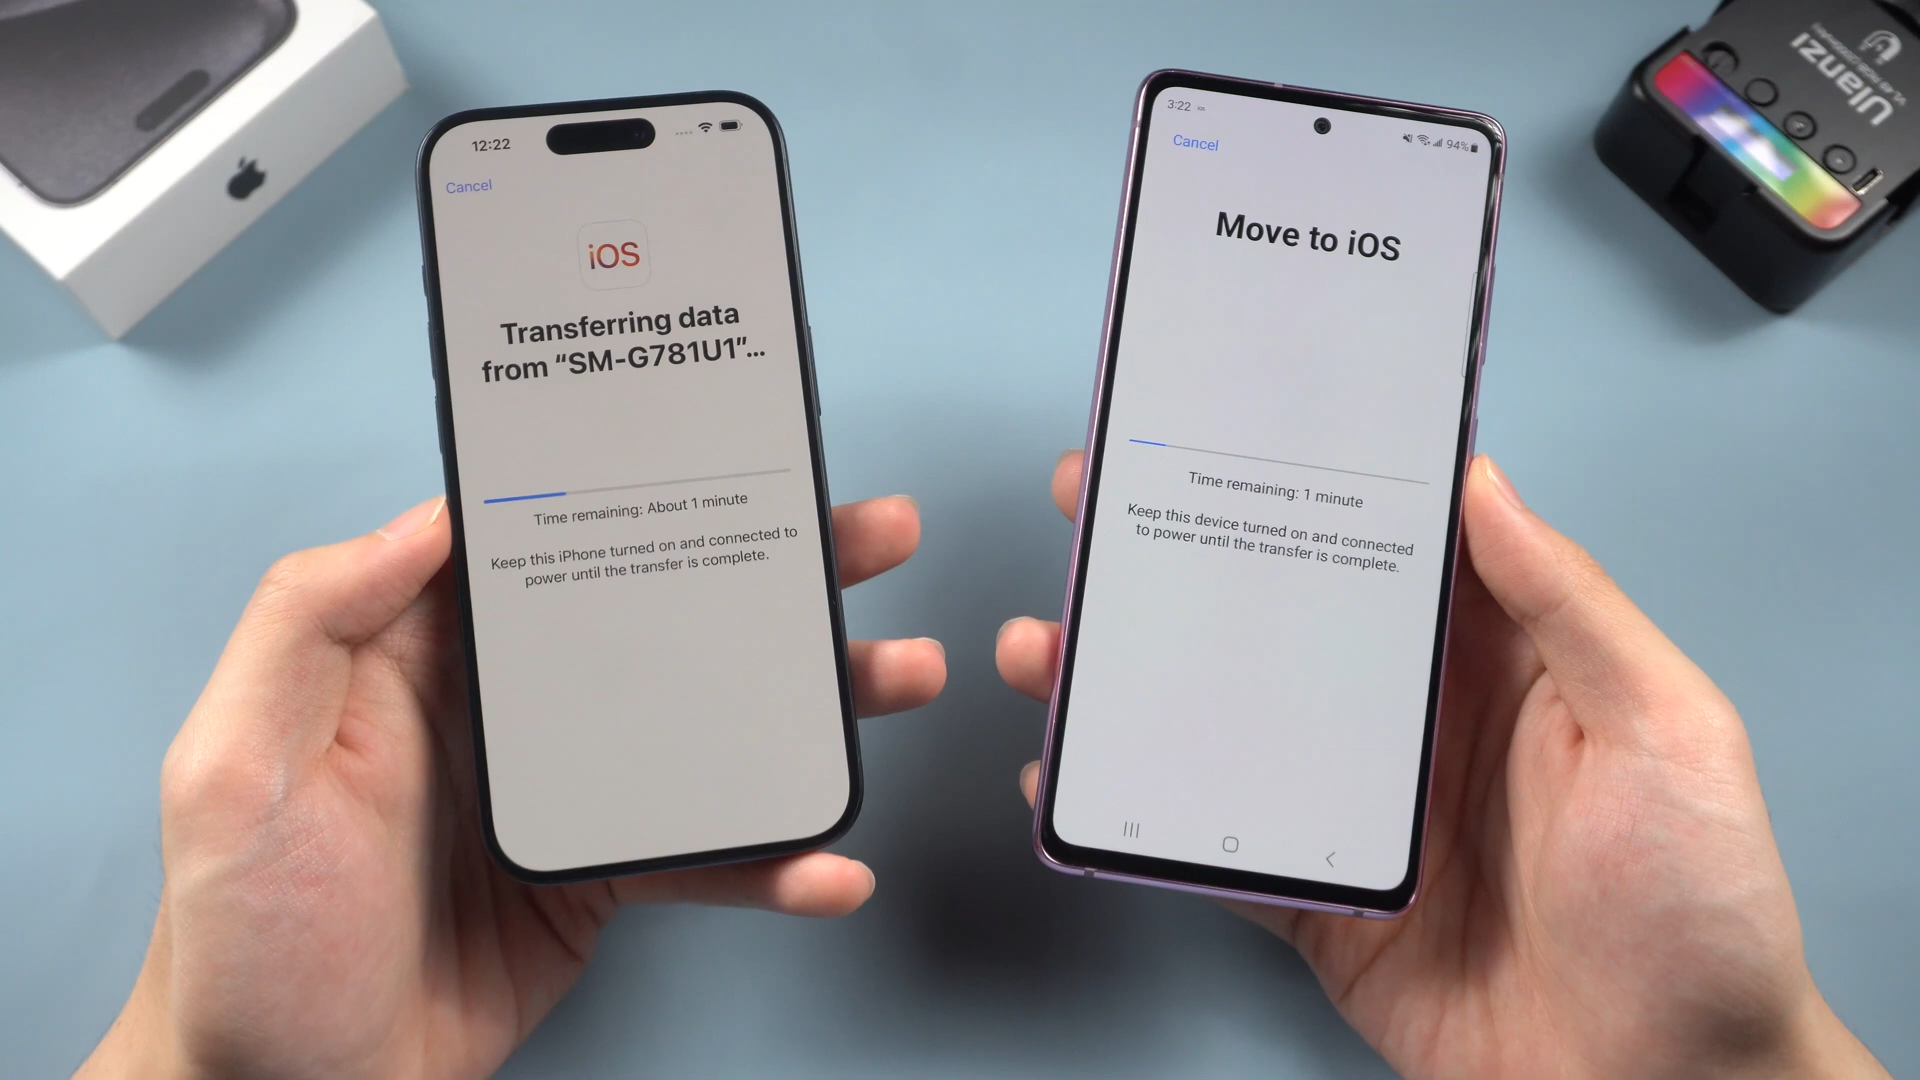 12:22
Cancel
iOS
Transferring data
from “SM-G781U1”...
Time remaining: About 1 minute
Keep this iPhone turned on and connected to
power until the transfer is complete.
3:22
94%
Cancel
Move to iOS
Time remaining: 1 minute
Keep this device turned on and connected
to power until the transfer is complete.
Ulanzi